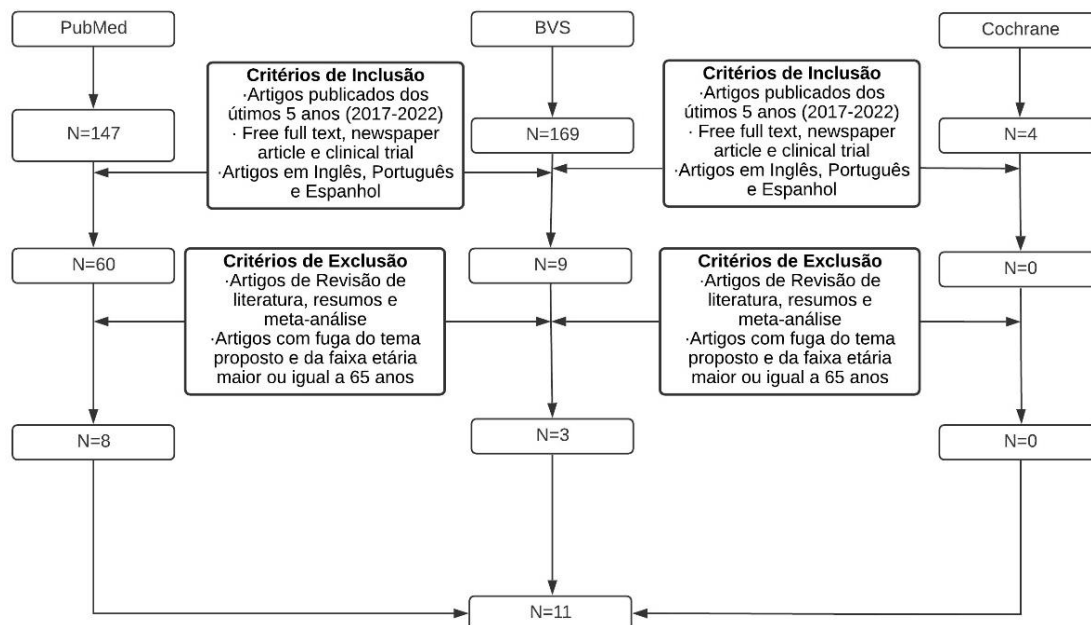 PubMed
BVS
Cochrane
Critérios de Inclusão
·Artigos publicados dos
útimos 5 anos (2017-2022)
· Free full text, newspaper
article e clinical trial
·Artigos em Inglês, Português
e Espanhol
Critérios de Inclusão
·Artigos publicados dos
útimos 5 anos (2017-2022)
· Free full text, newspaper
article e clinical trial
·Artigos em Inglês, Português
e Espanhol
N=147
N=169
N=4
N=60
N=9
N=0
Critérios de Exclusão
·Artigos de Revisão de
literatura, resumos e
meta-análise
·Artigos com fuga do tema
proposto e da faixa etária
maior ou igual a 65 anos
Critérios de Exclusão
·Artigos de Revisão de
literatura, resumos e
meta-análise
·Artigos com fuga do tema
proposto e da faixa etária
maior ou igual a 65 anos
N=8
N=3
N=0
N=11